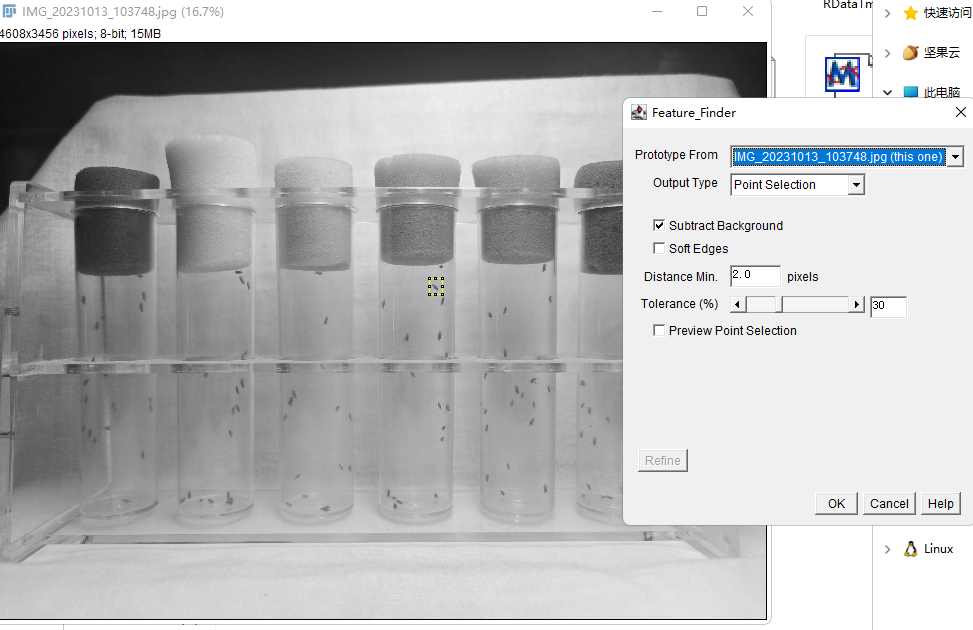 IMG_20231013_103748.jpg (16.7%)
4608x3456 pixels; 8-bit; 15MB
RDataTm
快速访问
坚果云
此电脑
Feature_Finder
Prototype From IMG_20231013_103748.jpg (this one)
Output Type Point Selection
Subtract Background
Soft Edges
Distance Min. 2.0 pixels
Tolerance (%) 30
Preview Point Selection
Refine
OK Cancel Help
Linux